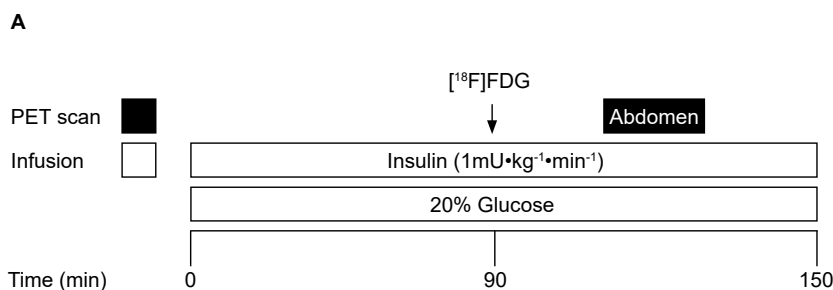 A
[¹⁸F]FDG
PET scan
Abdomen
Infusion
Insulin (1mU•kg⁻¹•min⁻¹)
20% Glucose
Time (min)
0
90
150